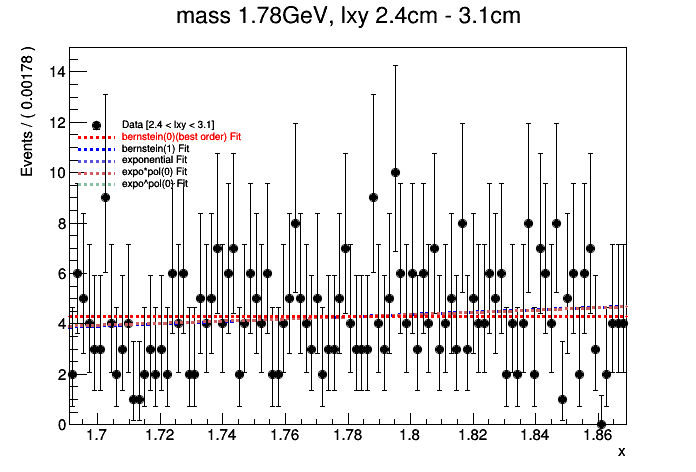 mass 1.78GeV, lxy 2.4cm - 3.1cm
Events / ( 0.00178 )
14
12
10
8
6
4
2
0
Data [2.4 < lxy < 3.1]
bernstein(0)(best order) Fit
bernstein(1) Fit
exponential Fit
expo*pol(0) Fit
expo^pol(0) Fit
1.7 1.72 1.74 1.76 1.78 1.8 1.82 1.84 1.86
x